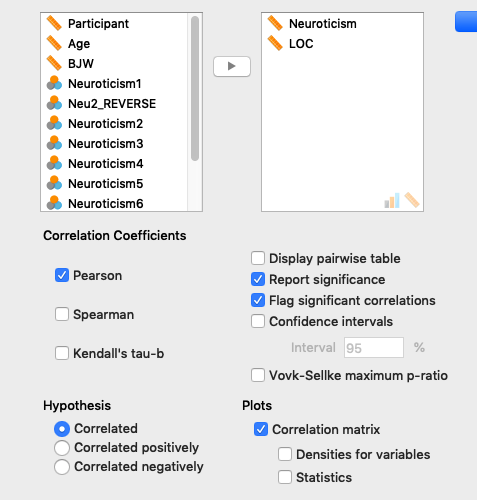 Participant
Age
BJW
Neuroticism1
Neu2_REVERSE
Neuroticism2
Neuroticism3
Neuroticism4
Neuroticism5
Neuroticism6
Neuroticism
LOC
Correlation Coefficients
Pearson
Spearman
Kendall's tau-b
Display pairwise table
Report significance
Flag significant correlations
Confidence intervals
Interval 95 %
Vovk-Sellke maximum p-ratio
Hypothesis
Correlated
Correlated positively
Correlated negatively
Plots
Correlation matrix
Densities for variables
Statistics